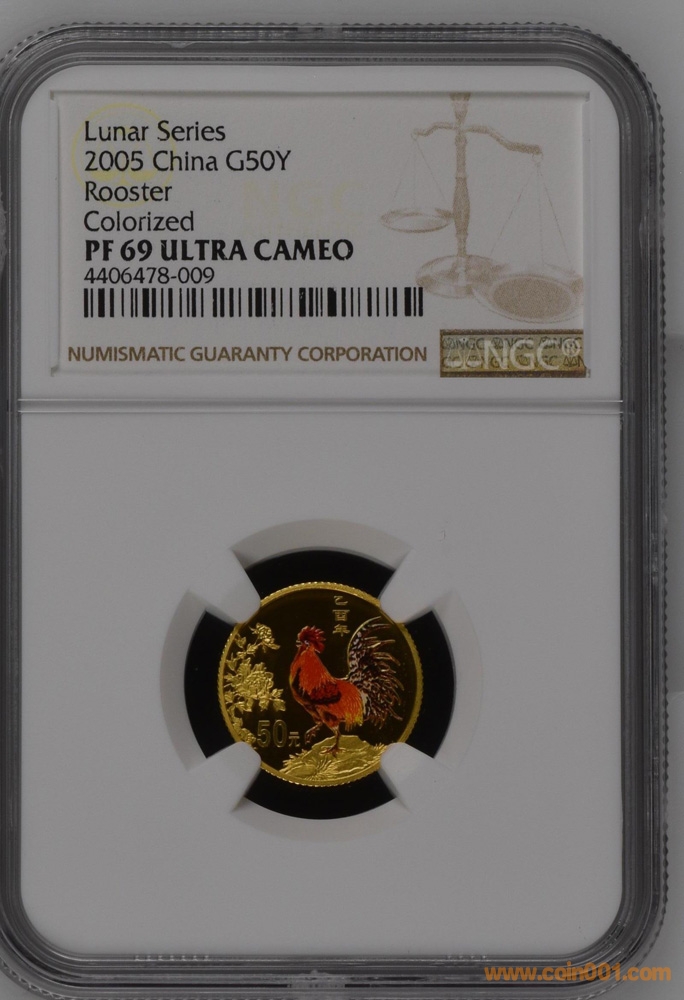 Lunar Series
2005 China G50Y
Rooster
Colorized
PF 69 ULTRA CAMEO
4406478-009
NUMISMATIC GUARANTY CORPORATION
NGC®
乙酉年
50元
www.coin001.com